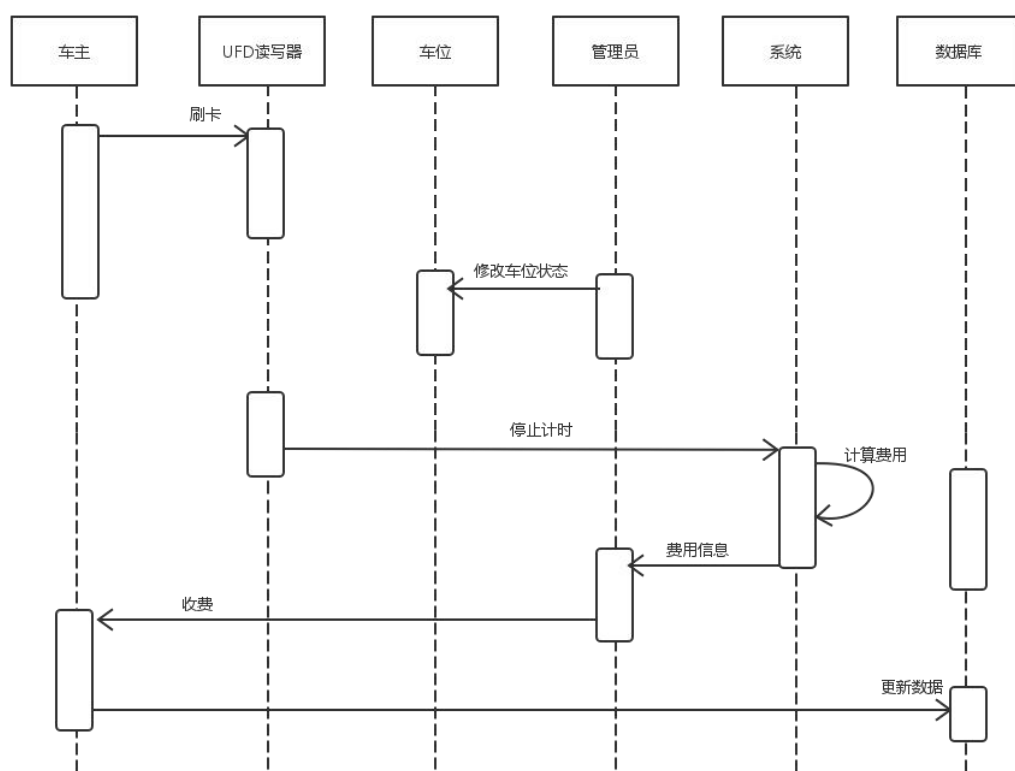 车主
UFD读写器
车位
管理员
系统
数据库
刷卡
修改车位状态
停止计时
计算费用
费用信息
收费
更新数据